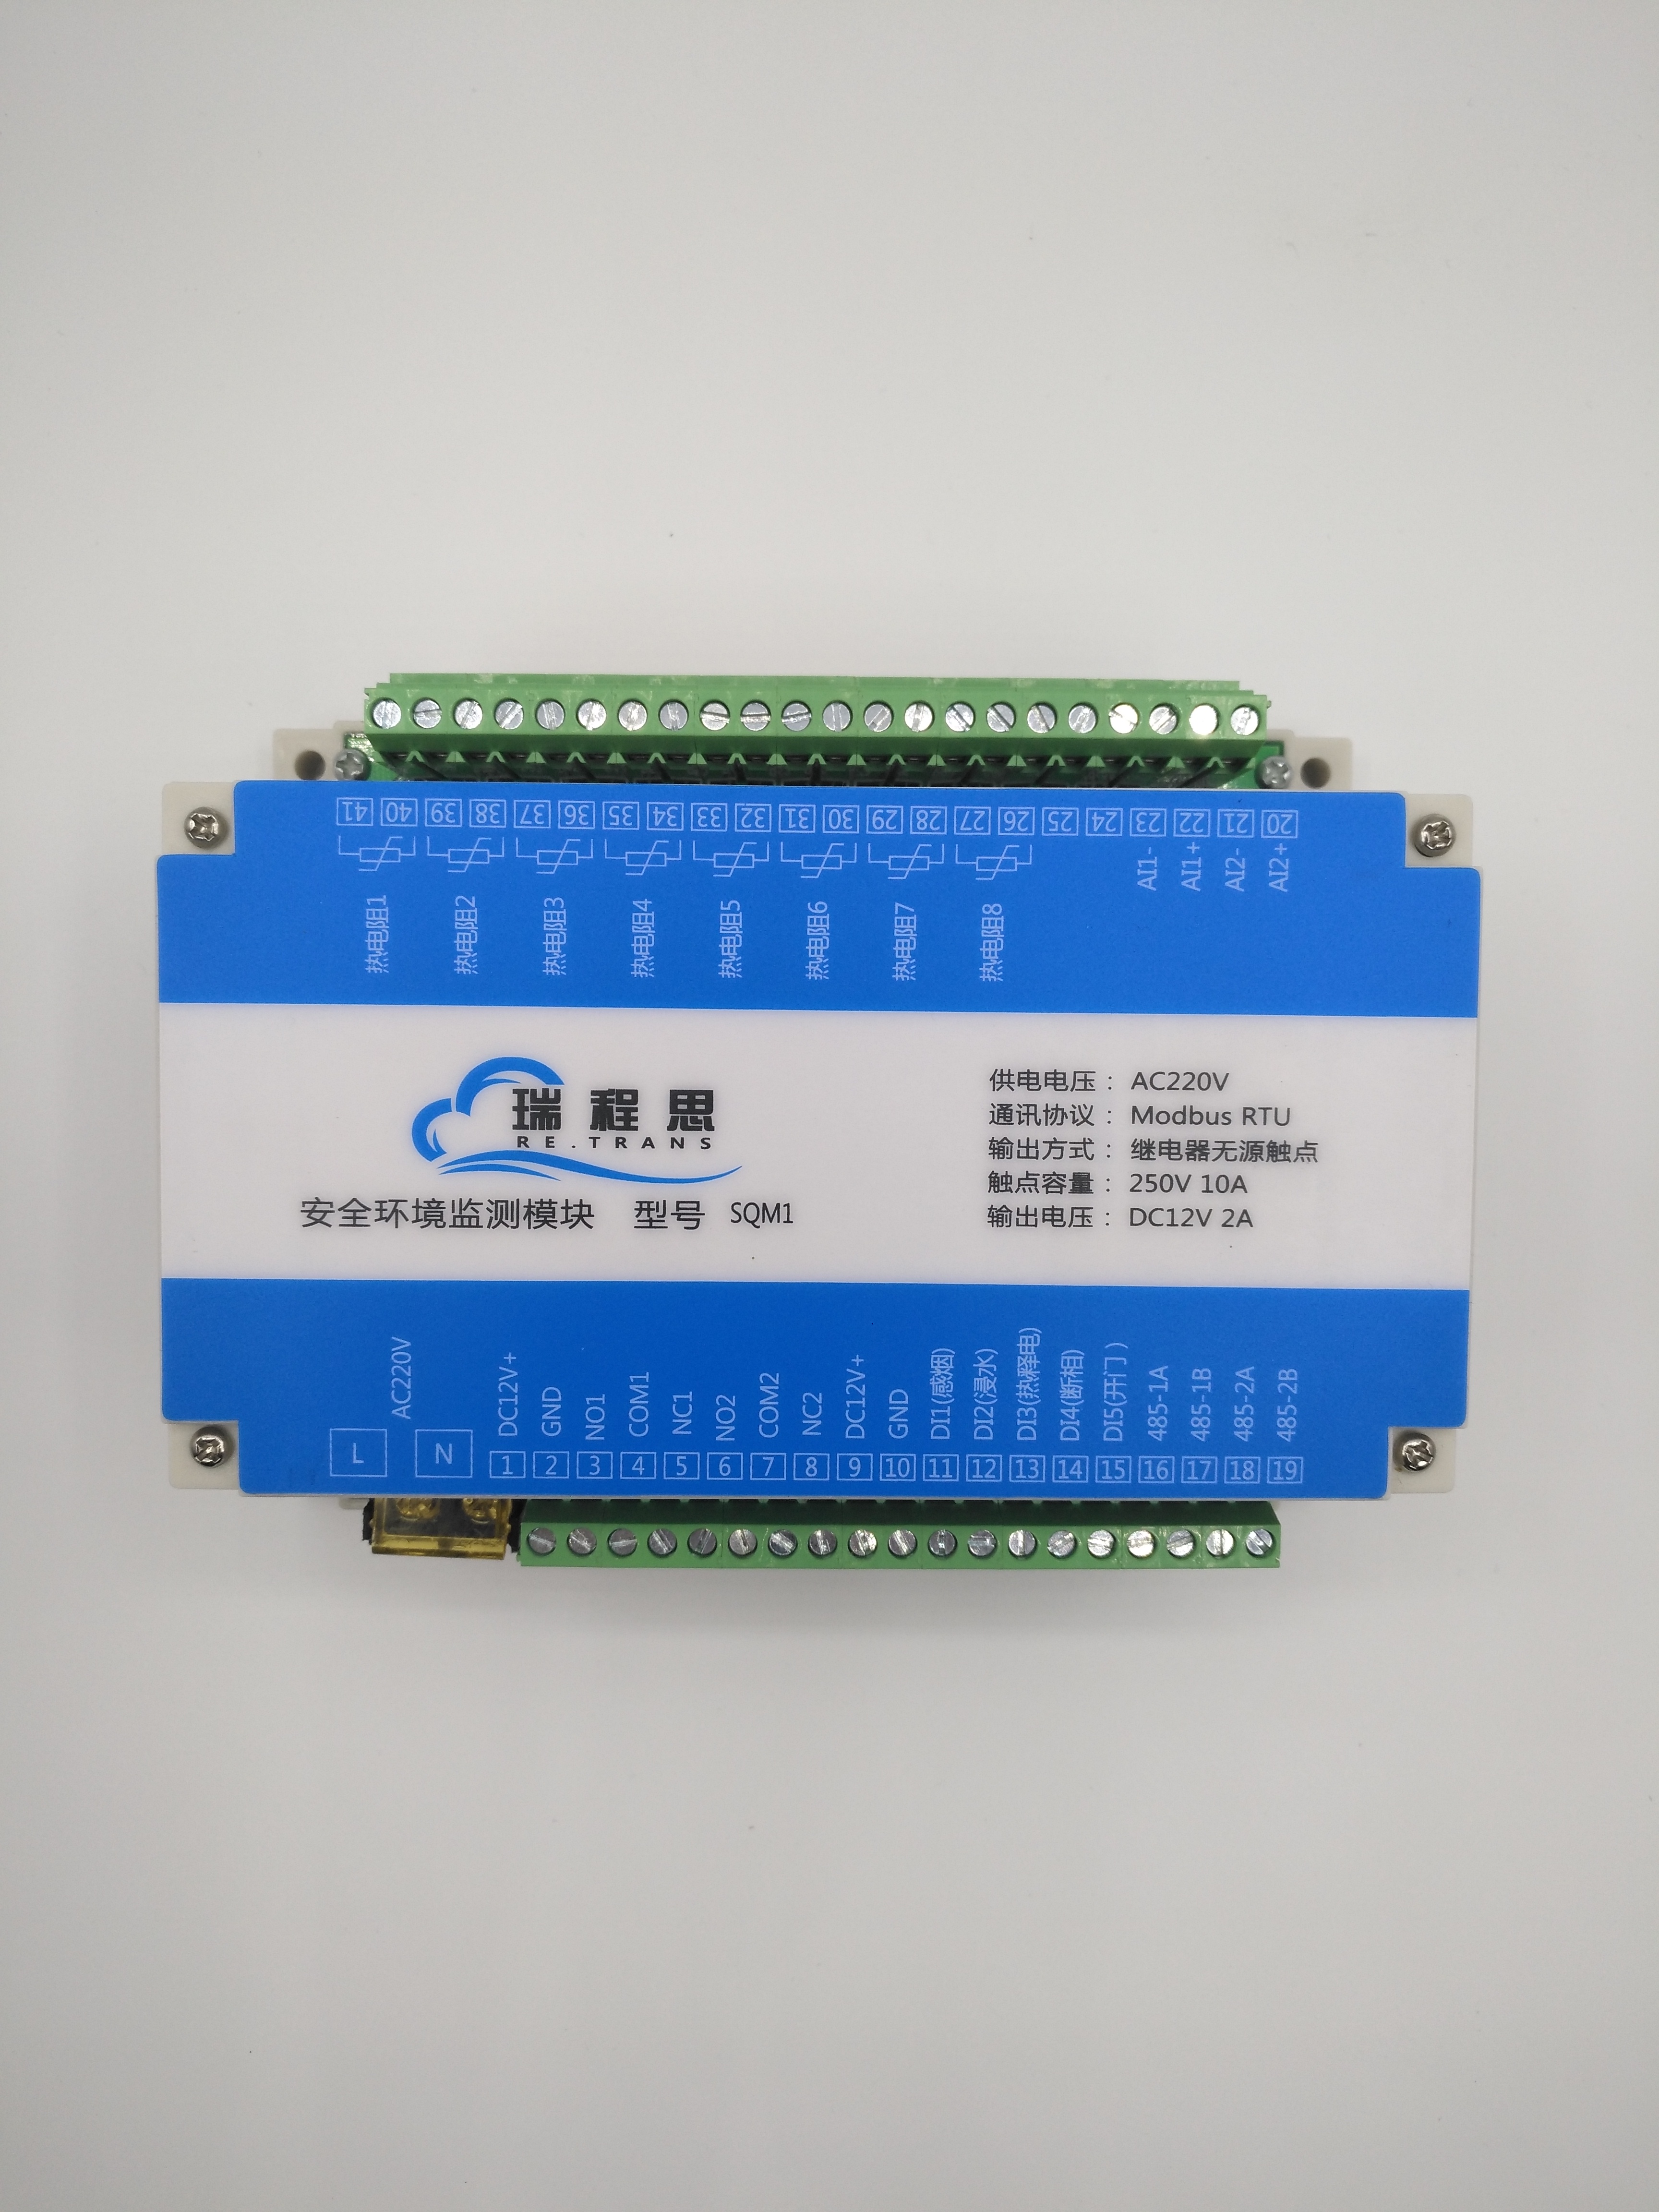 41 40 39 38 37 36 35 34 33 32 31 30 29 28 27 26 25 24 23 22 21 20
AI1- AI1+ AI2- AI2+
热电阻1 热电阻2 热电阻3 热电阻4 热电阻5 热电阻6 热电阻7 热电阻8
瑞程思
RE.TRANS
安全环境监测模块 型号 SQM1
供电电压： AC220V
通讯协议： Modbus RTU
输出方式： 继电器无源触点
触点容量： 250V 10A
输出电压： DC12V 2A
AC220V
DC12V+ GND NO1 COM1 NC1 NO2 COM2 NC2 DC12V+ GND DI1(感烟) DI2(浸水) DI3(热释电) DI4(断相) DI5(开门) 485-1A 485-1B 485-2A 485-2B
L N 1 2 3 4 5 6 7 8 9 10 11 12 13 14 15 16 17 18 19